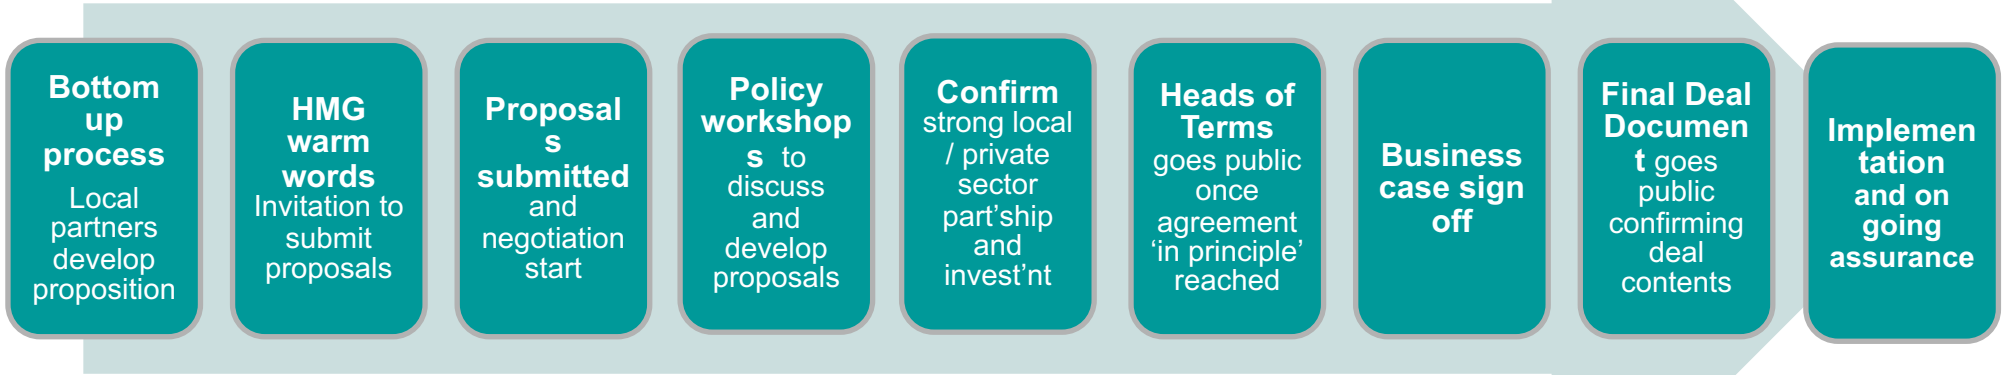 Bottom
up
process
Local
partners
develop
proposition
HMG
warm
words
Invitation to
submit
proposals
Proposal
s
submitted
and
negotiation
start
Policy
workshop
s to
discuss
and
develop
proposals
Confirm
strong local
/ private
sector
part’ship
and
invest’nt
Heads of
Terms
goes public
once
agreement
‘in principle’
reached
Business
case sign
off
Final Deal
Documen
t goes
public
confirming
deal
contents
Implemen
tation
and on
going
assurance